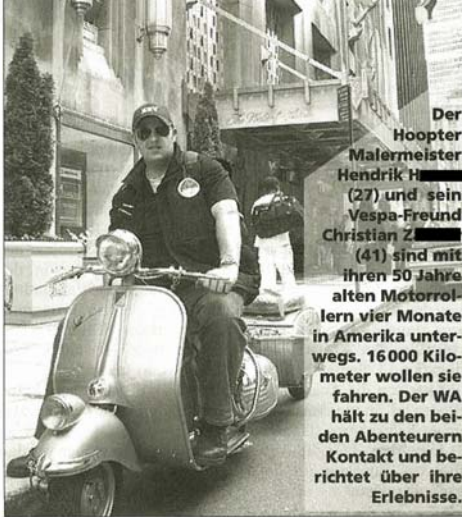 The Waldorf
Der
Hoopter
Malermeister
Hendrik H
(27) und sein
Vespa-Freund
Christian Z
(41) sind mit
ihren 50 Jahre
alten Motorrol-
lern vier Monate
in Amerika unter-
wegs. 16 000 Kilo-
meter wollen sie
fahren. Der WA
hält zu den bei-
den Abenteurern
Kontakt und be-
richtet über ihre
Erlebnisse.